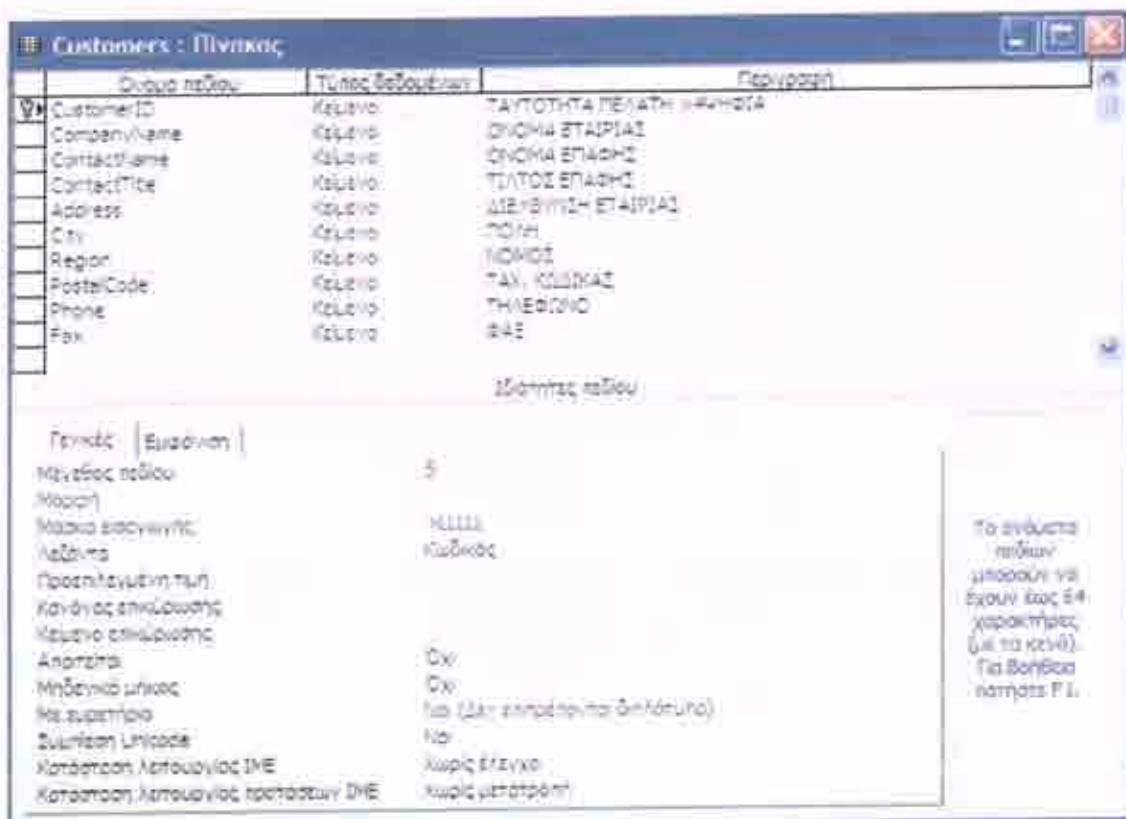 Customers : Πίνακας
Όνομα πεδίου Τύπος δεδομένων Περιγραφή
CustomerID Κείμενο ΤΑΥΤΟΤΗΤΑ ΠΕΛΑΤΗ
CompanyName Κείμενο ΟΝΟΜΑ ΕΤΑΙΡΙΑΣ
ContactName Κείμενο ΟΝΟΜΑ ΕΠΑΦΗΣ
ContactTitle Κείμενο ΤΙΛΤΟΣ ΕΠΑΦΗΣ
Address Κείμενο ΔΙΕΥΘΥΝΣΗ ΕΤΑΙΡΙΑΣ
City Κείμενο ΠΟΛΗ
Region Κείμενο ΝΟΜΟΣ
PostalCode Κείμενο ΤΑΧ. ΚΩΔΙΚΑΣ
Phone Κείμενο ΤΗΛΕΦΩΝΟ
Fax Κείμενο ΦΑΞ
Ιδιότητες πεδίου
Γενικές Εμφάνιση
Μέγεθος πεδίου 5
Μορφή
Μάσκα εισαγωγής
Λεζάντα Κωδικός
Προεπιλεγμένη τιμή
Κανόνας επικύρωσης
Κείμενο επικύρωσης
Απαιτείται Όχι
Μηδενικό μήκος Όχι
Με ευρετήριο Ναι (Δεν επιτρέπονται διπλότυπα)
Συμπίεση Unicode Ναι
Κατάσταση λειτουργίας IME Χωρίς έλεγχο
Κατάσταση λειτουργίας προτάσεων IME Χωρίς μετατροπή
Τα ονόματα
πεδίων
μπορούν να
έχουν έως 64
χαρακτήρες
(με τα κενά).
Για βοήθεια
πατήστε F1.